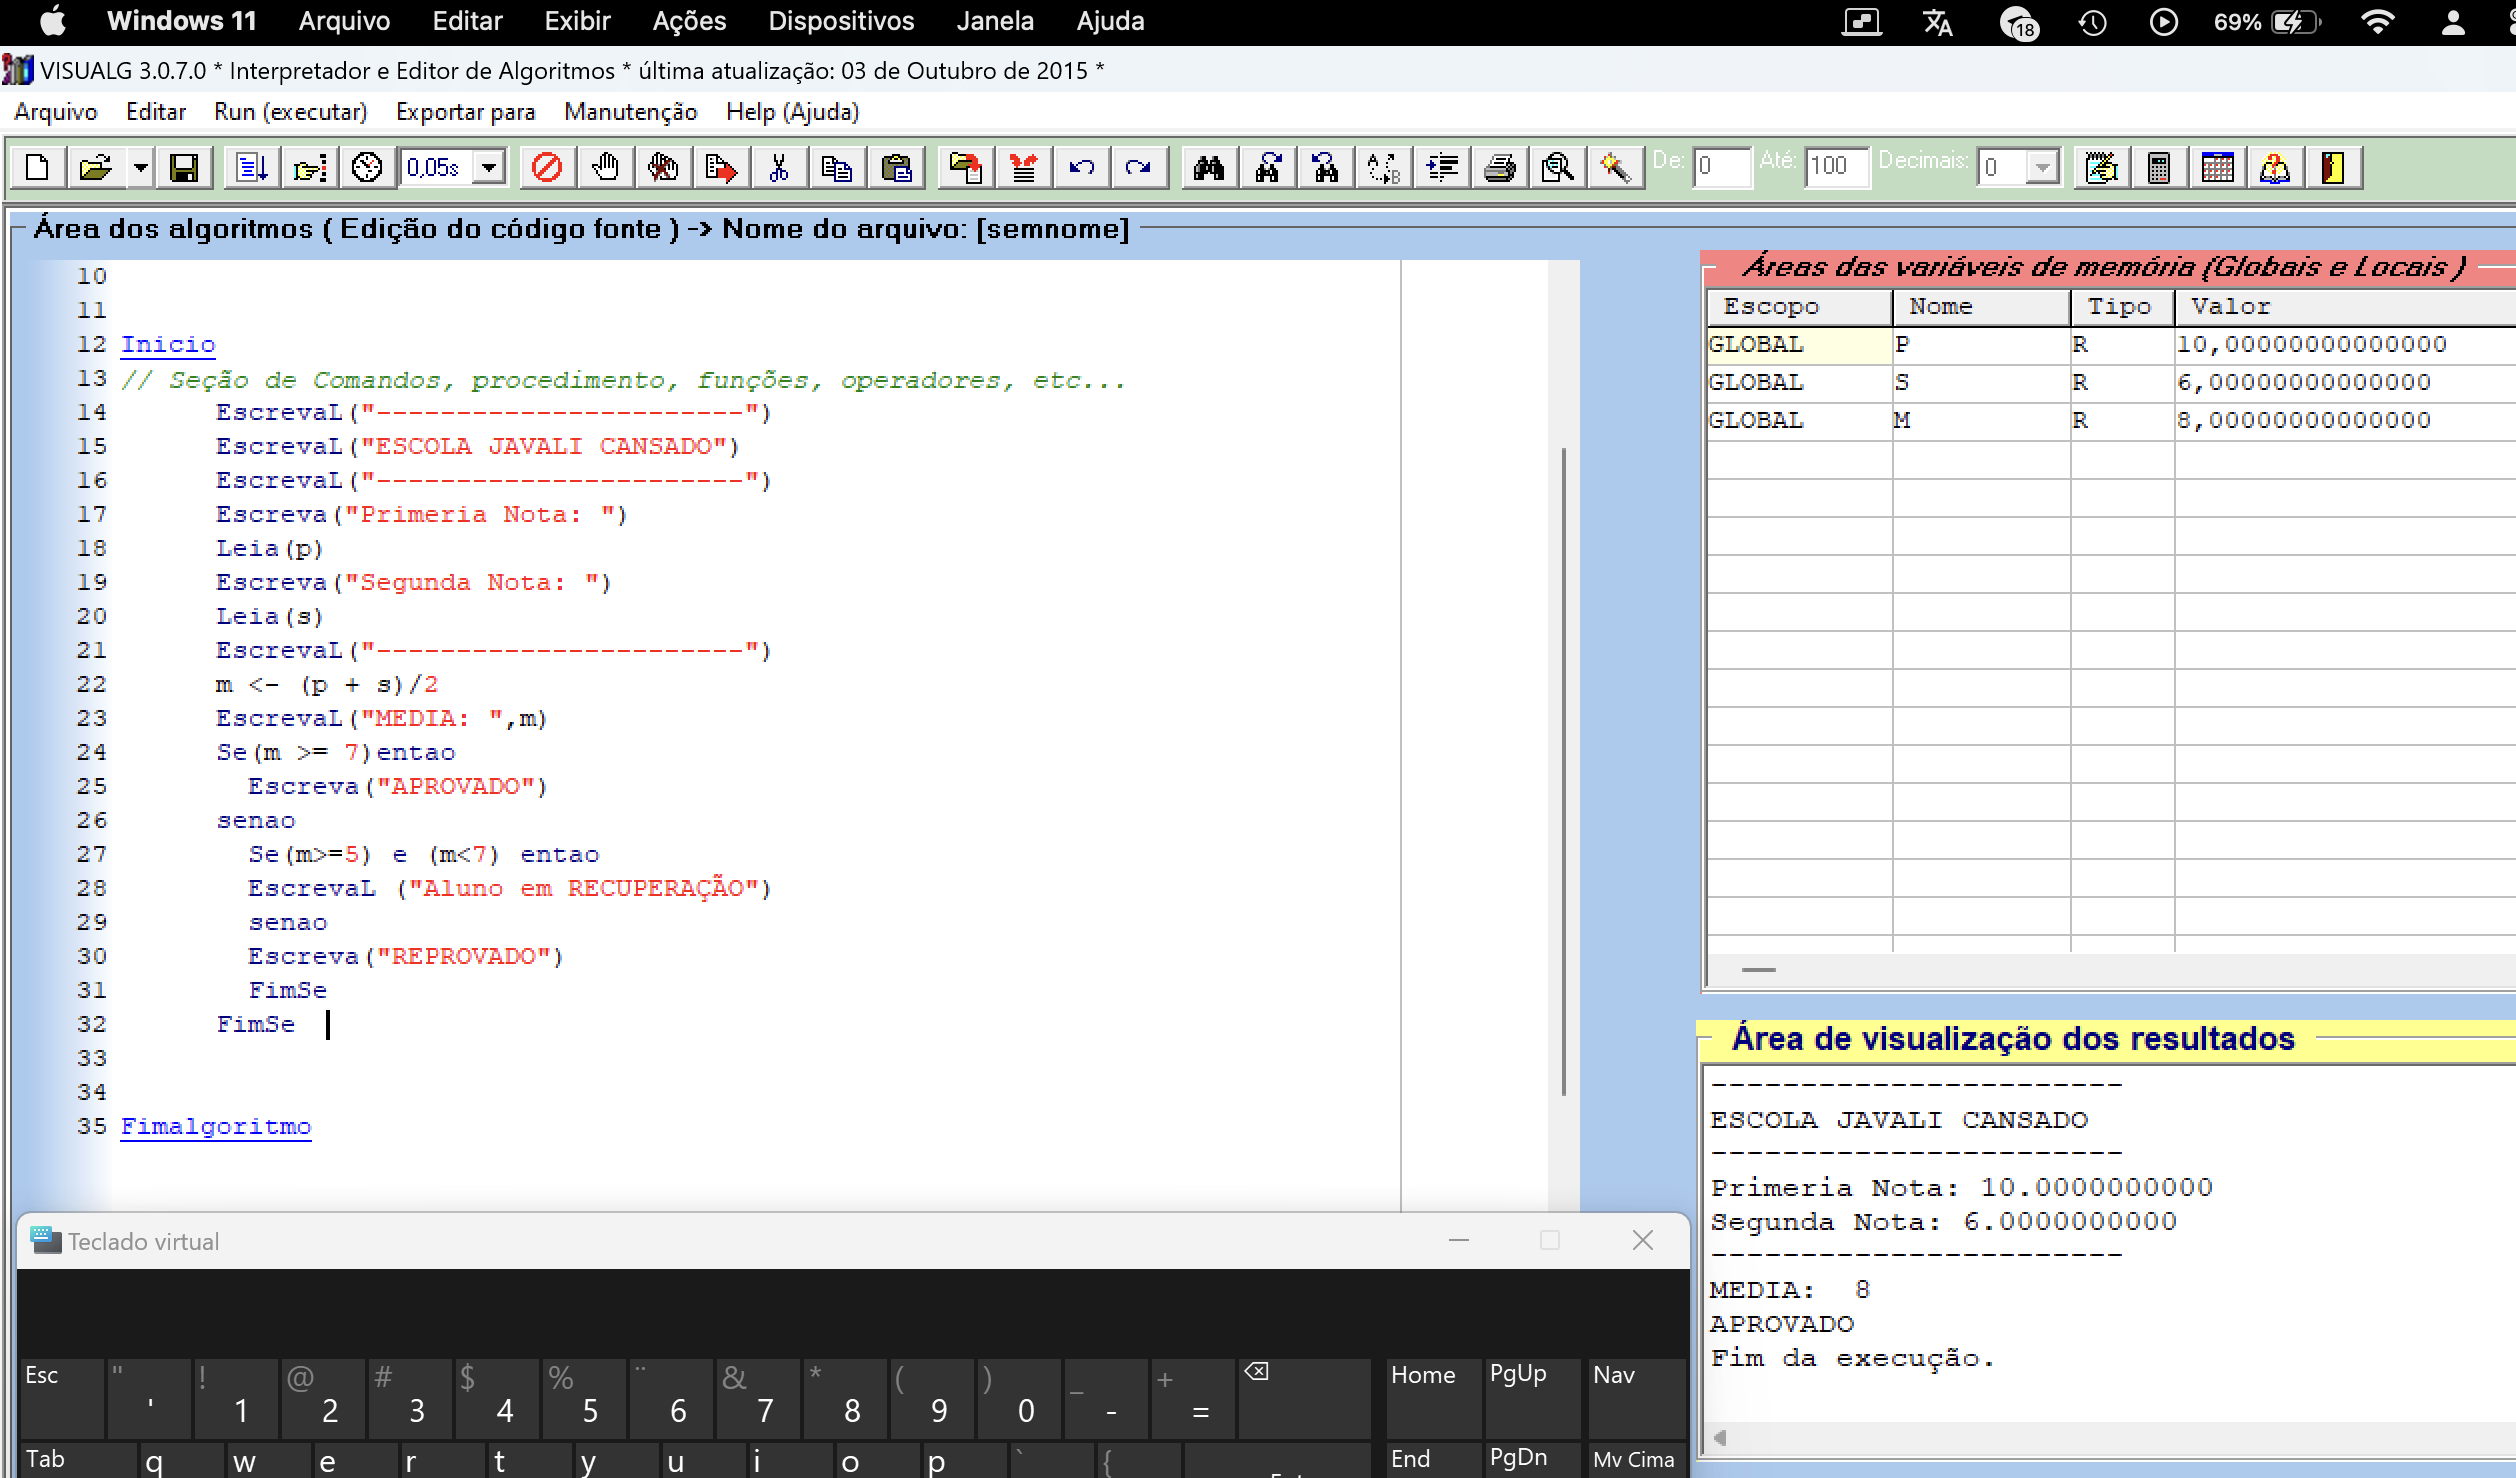 Windows 11 Arquivo Editar Exibir Ações Dispositivos Janela Ajuda 18 69%
VISUALG 3.0.7.0 * Interpretador e Editor de Algoritmos * última atualização: 03 de Outubro de 2015 *
Arquivo Editar Run (executar) Exportar para Manutenção Help (Ajuda)
0,05s De: 0 Até: 100 Decimais: 0
Área dos algoritmos ( Edição do código fonte ) -> Nome do arquivo: [semnome]
10
11
12 Inicio
13 // Seção de Comandos, procedimento, funções, operadores, etc...
14 EscrevaL("-----------------------")
15 EscrevaL("ESCOLA JAVALI CANSADO")
16 EscrevaL("-----------------------")
17 Escreva("Primeria Nota: ")
18 Leia(p)
19 Escreva("Segunda Nota: ")
20 Leia(s)
21 EscrevaL("-----------------------")
22 m <- (p + s)/2
23 EscrevaL("MEDIA: ",m)
24 Se(m >= 7)entao
25 Escreva("APROVADO")
26 senao
27 Se(m>=5) e (m<7) entao
28 EscrevaL ("Aluno em RECUPERAÇÃO")
29 senao
30 Escreva("REPROVADO")
31 FimSe
32 FimSe
33
34
35 Fimalgoritmo
Áreas das variáveis de memória (Globais e Locais )
Escopo Nome Tipo Valor
GLOBAL P R 10,00000000000000
GLOBAL S R 6,00000000000000
GLOBAL M R 8,00000000000000
Área de visualização dos resultados
-----------------------
ESCOLA JAVALI CANSADO
-----------------------
Primeria Nota: 10.0000000000
Segunda Nota: 6.0000000000
-----------------------
MEDIA:  8
APROVADO
Fim da execução.
Teclado virtual
Esc " ' ! 1 @ 2 # 3 $ 4 % 5 ¨ 6 & 7 * 8 ( 9 ) 0 _ - + = Home PgUp Nav
Tab q w e r t y u i o p ` { End PgDn Mv Cima